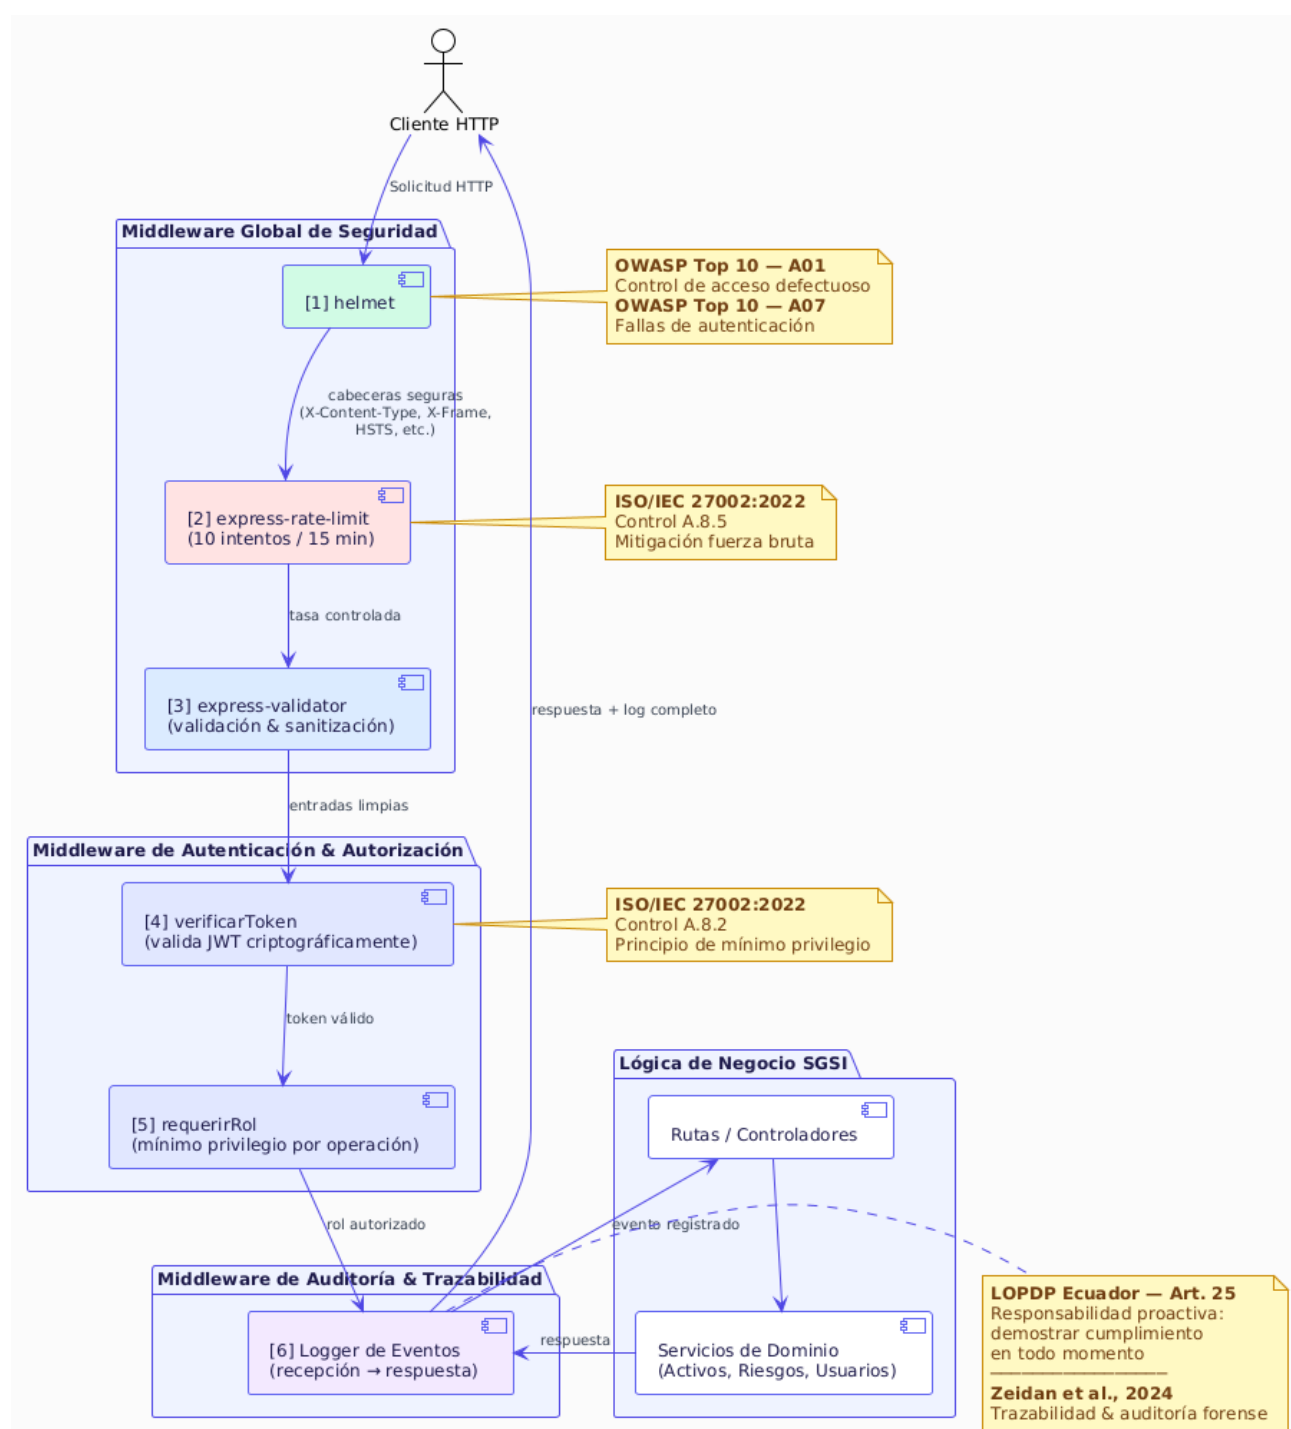 Cliente HTTP
Solicitud HTTP
Middleware Global de Seguridad
[1] helmet
OWASP Top 10 — A01
Control de acceso defectuoso
OWASP Top 10 — A07
Fallas de autenticación
cabeceras seguras
(X-Content-Type, X-Frame,
HSTS, etc.)
[2] express-rate-limit
(10 intentos / 15 min)
ISO/IEC 27002:2022
Control A.8.5
Mitigación fuerza bruta
tasa controlada
[3] express-validator
(validación & sanitización)
respuesta + log completo
entradas limpias
Middleware de Autenticación & Autorización
[4] verificarToken
(valida JWT criptográficamente)
ISO/IEC 27002:2022
Control A.8.2
Principio de mínimo privilegio
token válido
[5] requerirRol
(mínimo privilegio por operación)
Lógica de Negocio SGSI
Rutas / Controladores
rol autorizado
evento registrado
Middleware de Auditoría & Trazabilidad
[6] Logger de Eventos
(recepción → respuesta)
respuesta
Servicios de Dominio
(Activos, Riesgos, Usuarios)
LOPDP Ecuador — Art. 25
Responsabilidad proactiva:
demostrar cumplimiento
en todo momento
Zeidan et al., 2024
Trazabilidad & auditoría forense